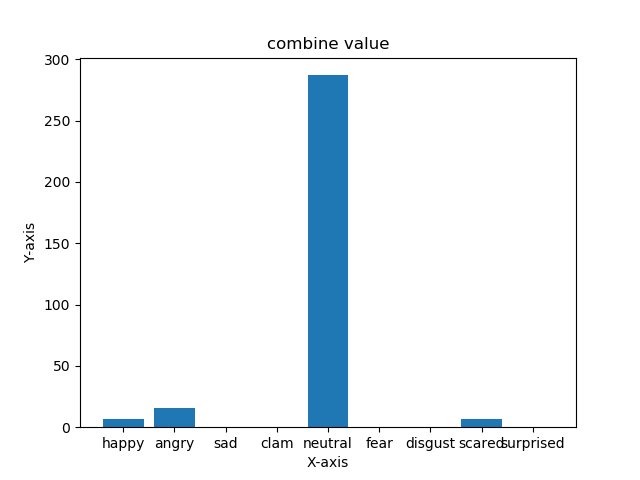 combine value
300
250
200
150
100
50
0
Y-axis
happy angry sad clam neutral fear disgust scared surprised
X-axis